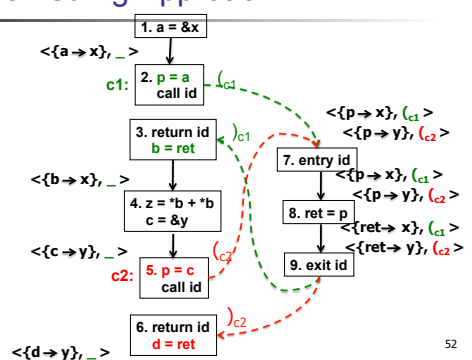 1. a = &x
<{a → x}, _ >
c1:
2. p = a
call id
(c1
<{p → x}, (c1 >
<{p → y}, (c2 >
3. return id
b = ret
)c1
7. entry id
<{p → x}, (c1 >
<{p → y}, (c2 >
<{b → x}, _ >
4. z = *b + *b
c = &y
8. ret = p
<{ret→ x}, (c1 >
<{ret→ y}, (c2 >
<{c → y}, _ >
(c2
c2:
5. p = c
call id
9. exit id
)c2
6. return id
d = ret
<{d → y}, _ >
52